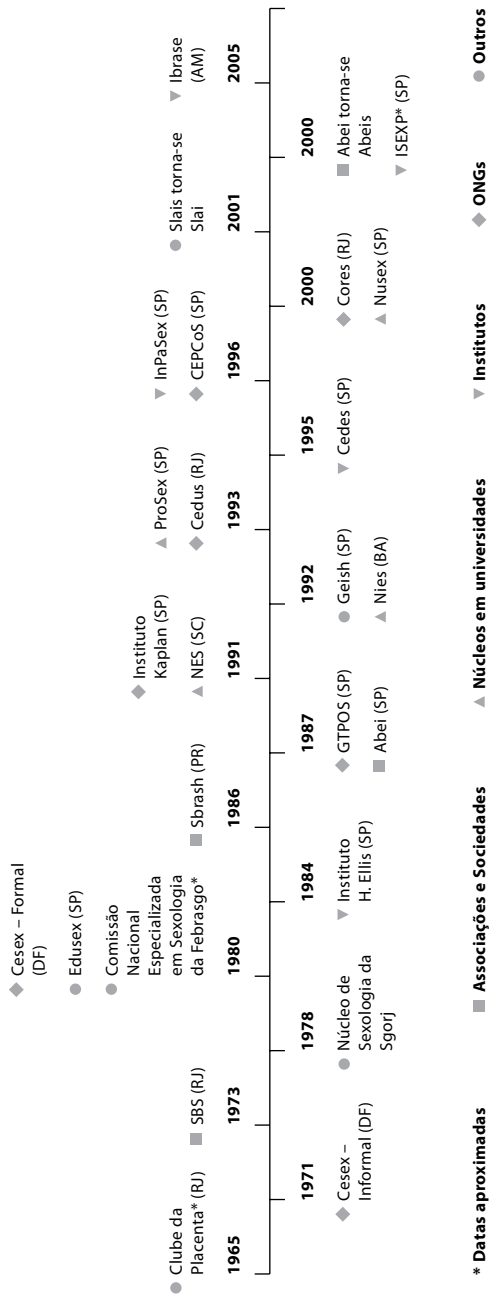 Clube da
Placenta* (RJ)
1965
Cesex –
Informal (DF)
1971
SBS (RJ)
1973
Núcleo de
Sexologia da
Sgorj
1978
Cesex – Formal
(DF)
Edusex (SP)
Comissão
Nacional
Especializada
em Sexologia
da Febrasgo*
1980
Instituto
H. Ellis (SP)
1984
Sbrash (PR)
1986
GTPOS (SP)
Abei (SP)
1987
Instituto
Kaplan (SP)
NES (SC)
1991
Geish (SP)
Nies (BA)
1992
ProSex (SP)
Cedus (RJ)
1993
Cedes (SP)
1995
InPaSex (SP)
CEPCoS (SP)
1996
Cores (RJ)
Nusex (SP)
2000
Slais torna-se
Slai
2001
Abei torna-se
Abeis
ISEXP* (SP)
2000
Ibrase
(AM)
2005
* Datas aproximadas
Associações e Sociedades
Núcleos em universidades
Institutos
ONGs
Outros